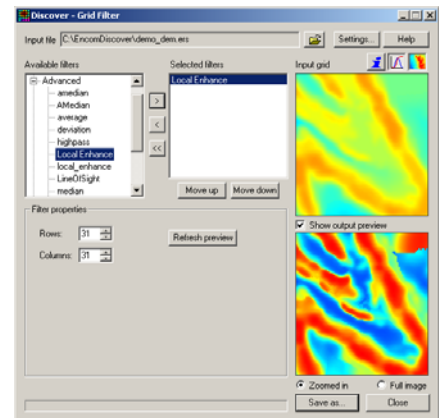 Discover - Grid Filter
Input file C:\EncomDiscover\demo_dem.ers Settings... Help
Available filters Selected filters Input grid
Advanced
amedian
AMedian
average
deviation
highpass
Local Enhance
local_enhance
LineOfSight
median
Local Enhance
>
<
<<
Move up Move down
Filter properties
Rows: 31
Columns: 31
Refresh preview
Show output preview
Zoomed in Full image
Save as... Close